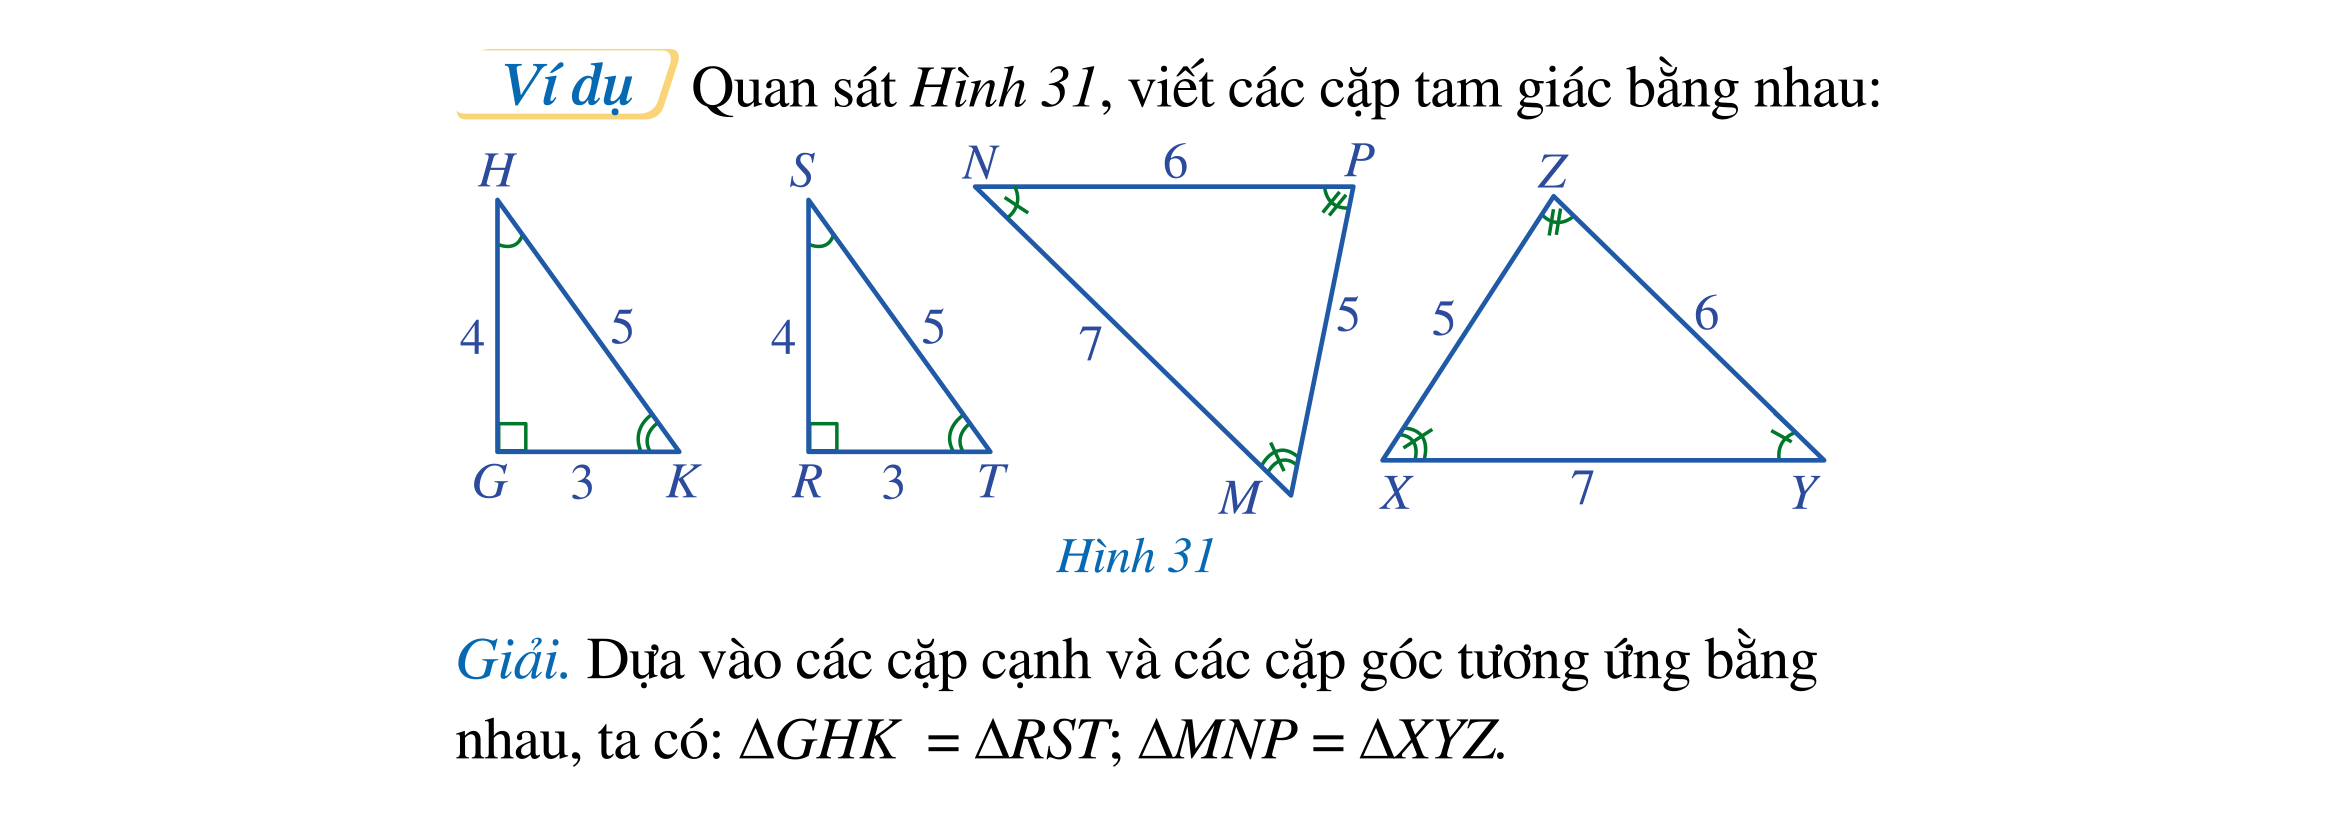 Ví dụ Quan sát Hình 31, viết các cặp tam giác bằng nhau:
H S N 6 P Z
4 5 4 5 7 5 5 6
G 3 K R 3 T M X 7 Y
Hình 31
Giải. Dựa vào các cặp cạnh và các cặp góc tương ứng bằng
nhau, ta có: ΔGHK = ΔRST; ΔMNP = ΔXYZ.